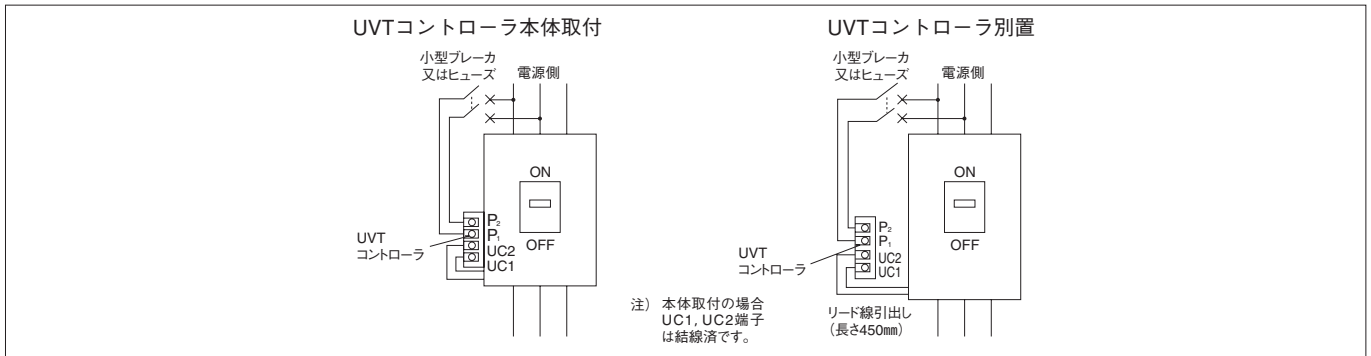 UVTコントローラ本体取付
小型ブレーカ
又はヒューズ
電源側
ON
OFF
P₂
P₁
UC2
UC1
UVT
コントローラ
注) 本体取付の場合
UC1, UC2端子
は結線済です。
UVTコントローラ別置
小型ブレーカ
又はヒューズ
電源側
ON
OFF
P₂
P₁
UC2
UC1
UVT
コントローラ
リード線引出し
(長さ450㎜)